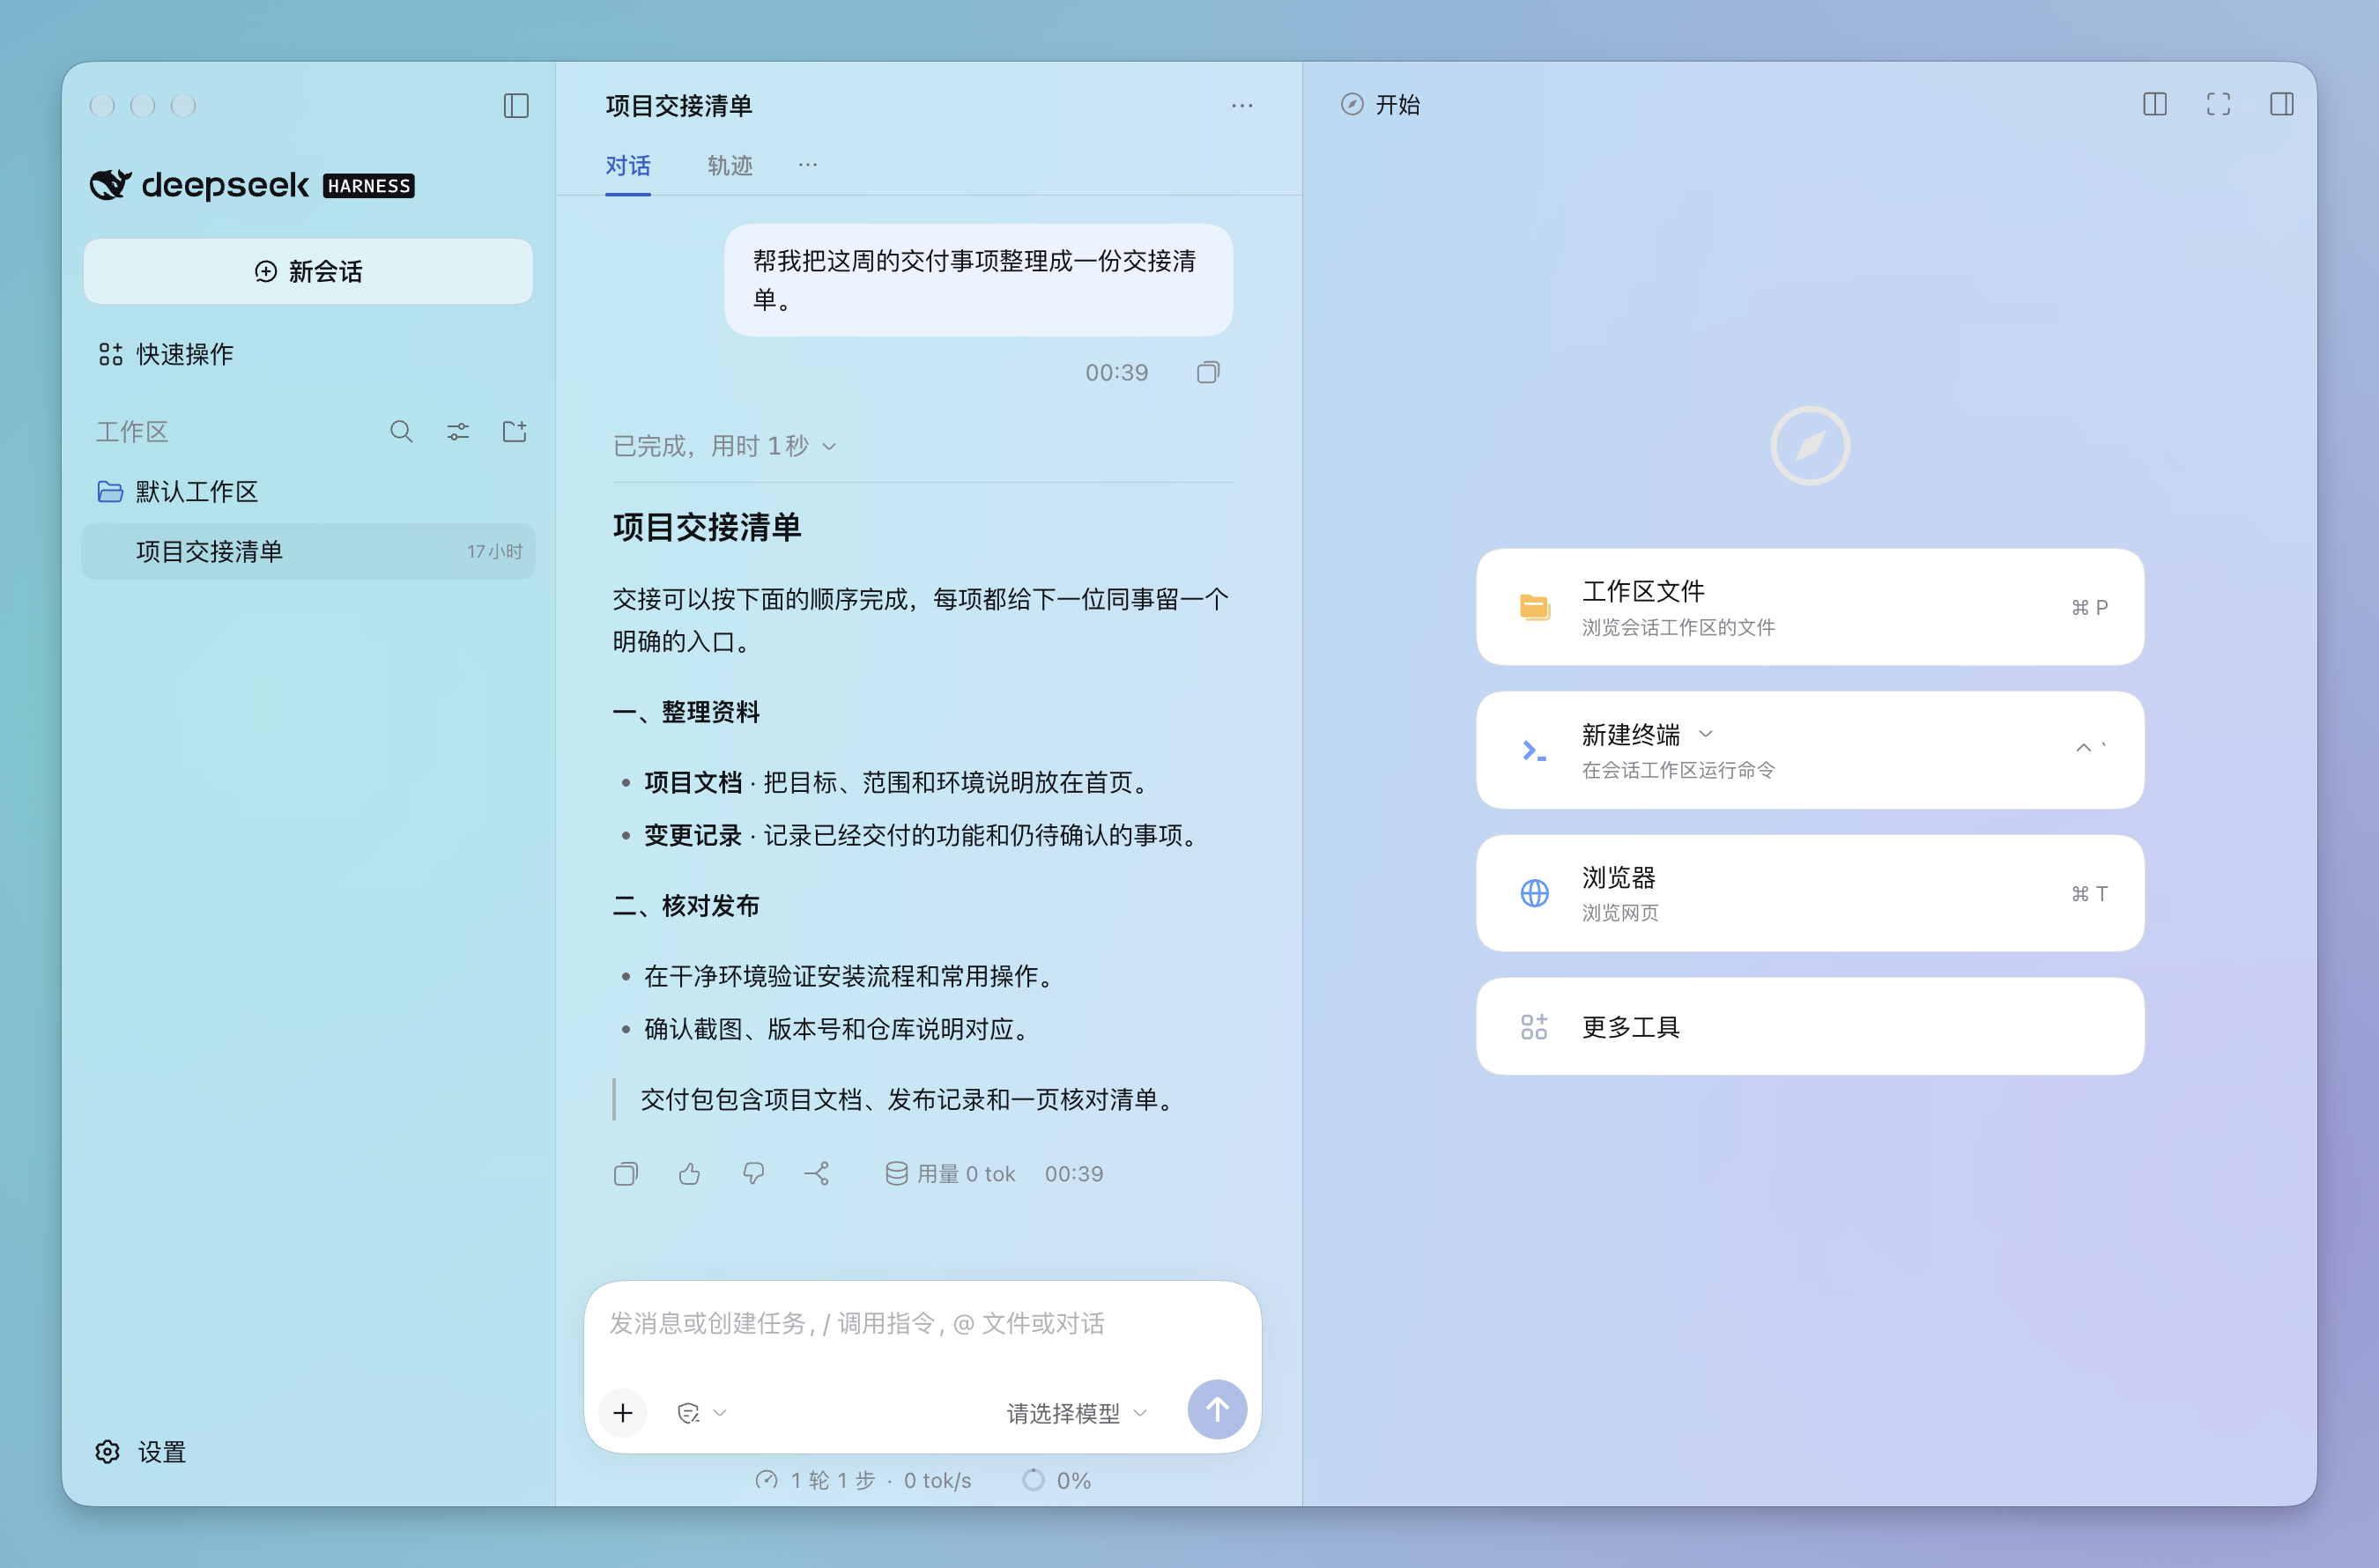 deepseek HARNESS
新会话
快速操作
工作区
默认工作区
项目交接清单 17小时
设置
项目交接清单
对话 轨迹
帮我把这周的交付事项整理成一份交接清
单。
00:39
已完成，用时 1秒
项目交接清单
交接可以按下面的顺序完成，每项都给下一位同事留一个
明确的入口。
一、整理资料
• 项目文档 · 把目标、范围和环境说明放在首页。
• 变更记录 · 记录已经交付的功能和仍待确认的事项。
二、核对发布
• 在干净环境验证安装流程和常用操作。
• 确认截图、版本号和仓库说明对应。
交付包包含项目文档、发布记录和一页核对清单。
用量 0 tok 00:39
发消息或创建任务, / 调用指令, @ 文件或对话
请选择模型
1 轮 1 步 · 0 tok/s 0%
开始
工作区文件
浏览会话工作区的文件
⌘ P
新建终端
在会话工作区运行命令
^ `
浏览器
浏览网页
⌘ T
更多工具